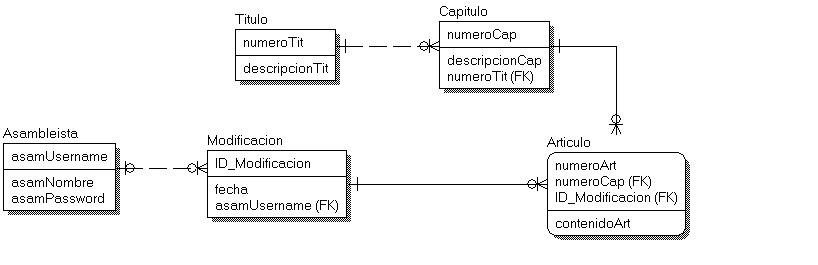 Titulo
numeroTit
descripcionTit
Capitulo
numeroCap
descripcionCap
numeroTit (FK)
Asambleista
asamUsername
asamNombre
asamPassword
Modificacion
ID_Modificacion
fecha
asamUsername (FK)
Articulo
numeroArt
numeroCap (FK)
ID_Modificacion (FK)
contenidoArt